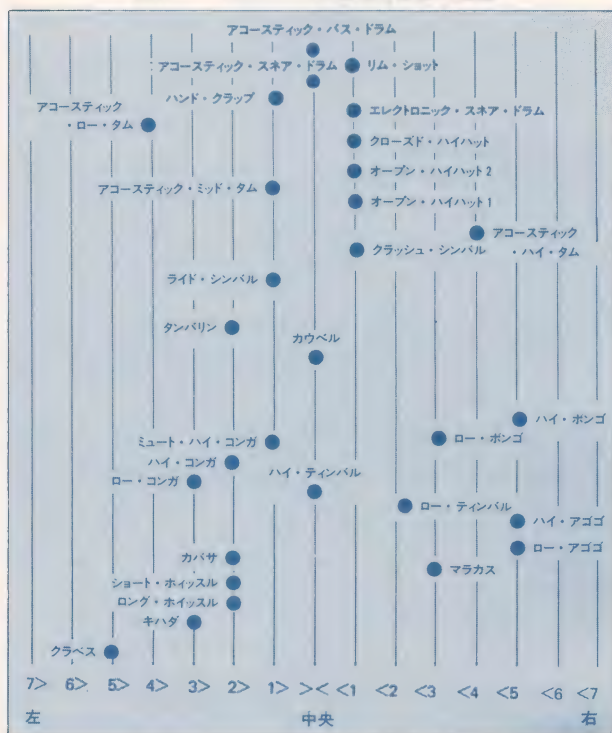 アコースティック・バス・ドラム
アコースティック・スネア・ドラム
リム・ショット
ハンド・クラップ
アコースティック
・ロー・タム
エレクトロニック・スネア・ドラム
クローズド・ハイハット
オープン・ハイハット2
アコースティック・ミッド・タム
オープン・ハイハット1
アコースティック
・ハイ・タム
クラッシュ・シンバル
ライド・シンバル
タンバリン
カウベル
ハイ・ボンゴ
ミュート・ハイ・コンガ
ロー・ボンゴ
ハイ・コンガ
ハイ・ティンバル
ロー・コンガ
ロー・ティンバル
ハイ・アゴゴ
カバサ
ロー・アゴゴ
ショート・ホイッスル
マラカス
ロング・ホイッスル
キハダ
クラベス
7> 6> 5> 4> 3> 2> 1> >< <1 <2 <3 <4 <5 <6 <7
左 中央 右